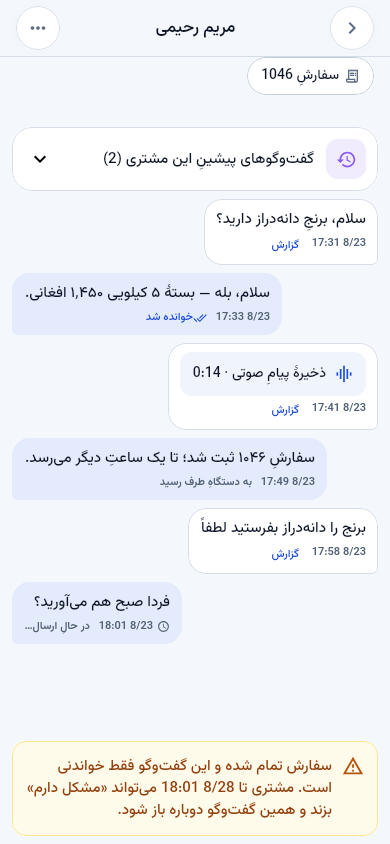 مریم رحیمی
سفارشِ 1046
گفت‌وگوهای پیشینِ این مشتری (2)
سلام، برنجِ دانه‌دراز دارید؟
17:31 8/23 گزارش
سلام، بله — بستهٔ ۵ کیلویی ۱,۴۵۰ افغانی.
17:33 8/23 خوانده شد
ذخیرهٔ پیامِ صوتی · 0:14
17:41 8/23 گزارش
سفارشِ ۱۰۴۶ ثبت شد؛ تا یک ساعتِ دیگر می‌رسد.
17:49 8/23 به دستگاهِ طرف رسید
برنج را دانه‌دراز بفرستید لطفاً
17:58 8/23 گزارش
فردا صبح هم می‌آورید؟
18:01 8/23 در حالِ ارسال…
سفارش تمام شده و این گفت‌وگو فقط خواندنی
است. مشتری تا 8/28 18:01 می‌تواند «مشکل دارم»
بزند و همین گفت‌وگو دوباره باز شود.